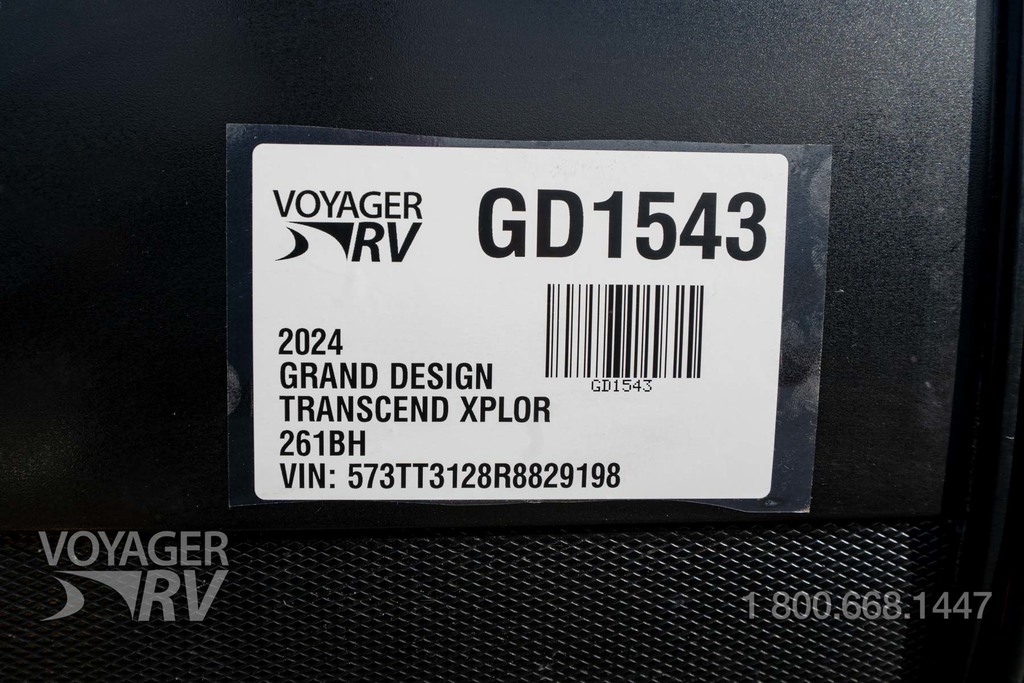 VOYAGER
RV
GD1543
GD1543
2024
GRAND DESIGN
TRANSCEND XPLOR
261BH
VIN: 573TT3128R8829198
VOYAGER
RV
1 800.668.1447